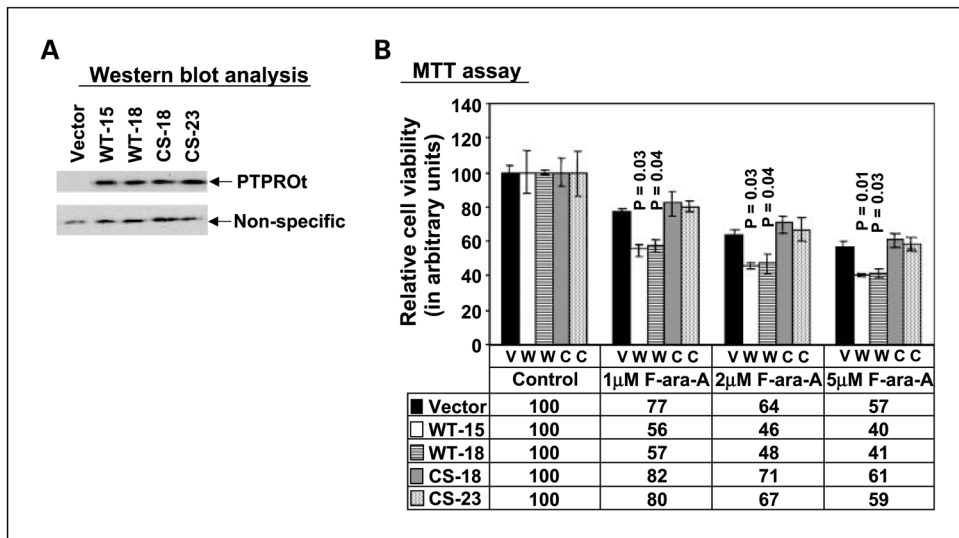 A
Western blot analysis
Vector
WT-15
WT-18
CS-18
CS-23
PTPROt
Non-specific
B
MTT assay
Relative cell viability
(in arbitrary units)
140
120
100
80
60
40
20
0
P = 0.03
P = 0.04
P = 0.03
P = 0.04
P = 0.01
P = 0.03
V W W C C V W W C C V W W C C V W W C C
Control 1μM F-ara-A 2μM F-ara-A 5μM F-ara-A
Vector 100 77 64 57
WT-15 100 56 46 40
WT-18 100 57 48 41
CS-18 100 82 71 61
CS-23 100 80 67 59